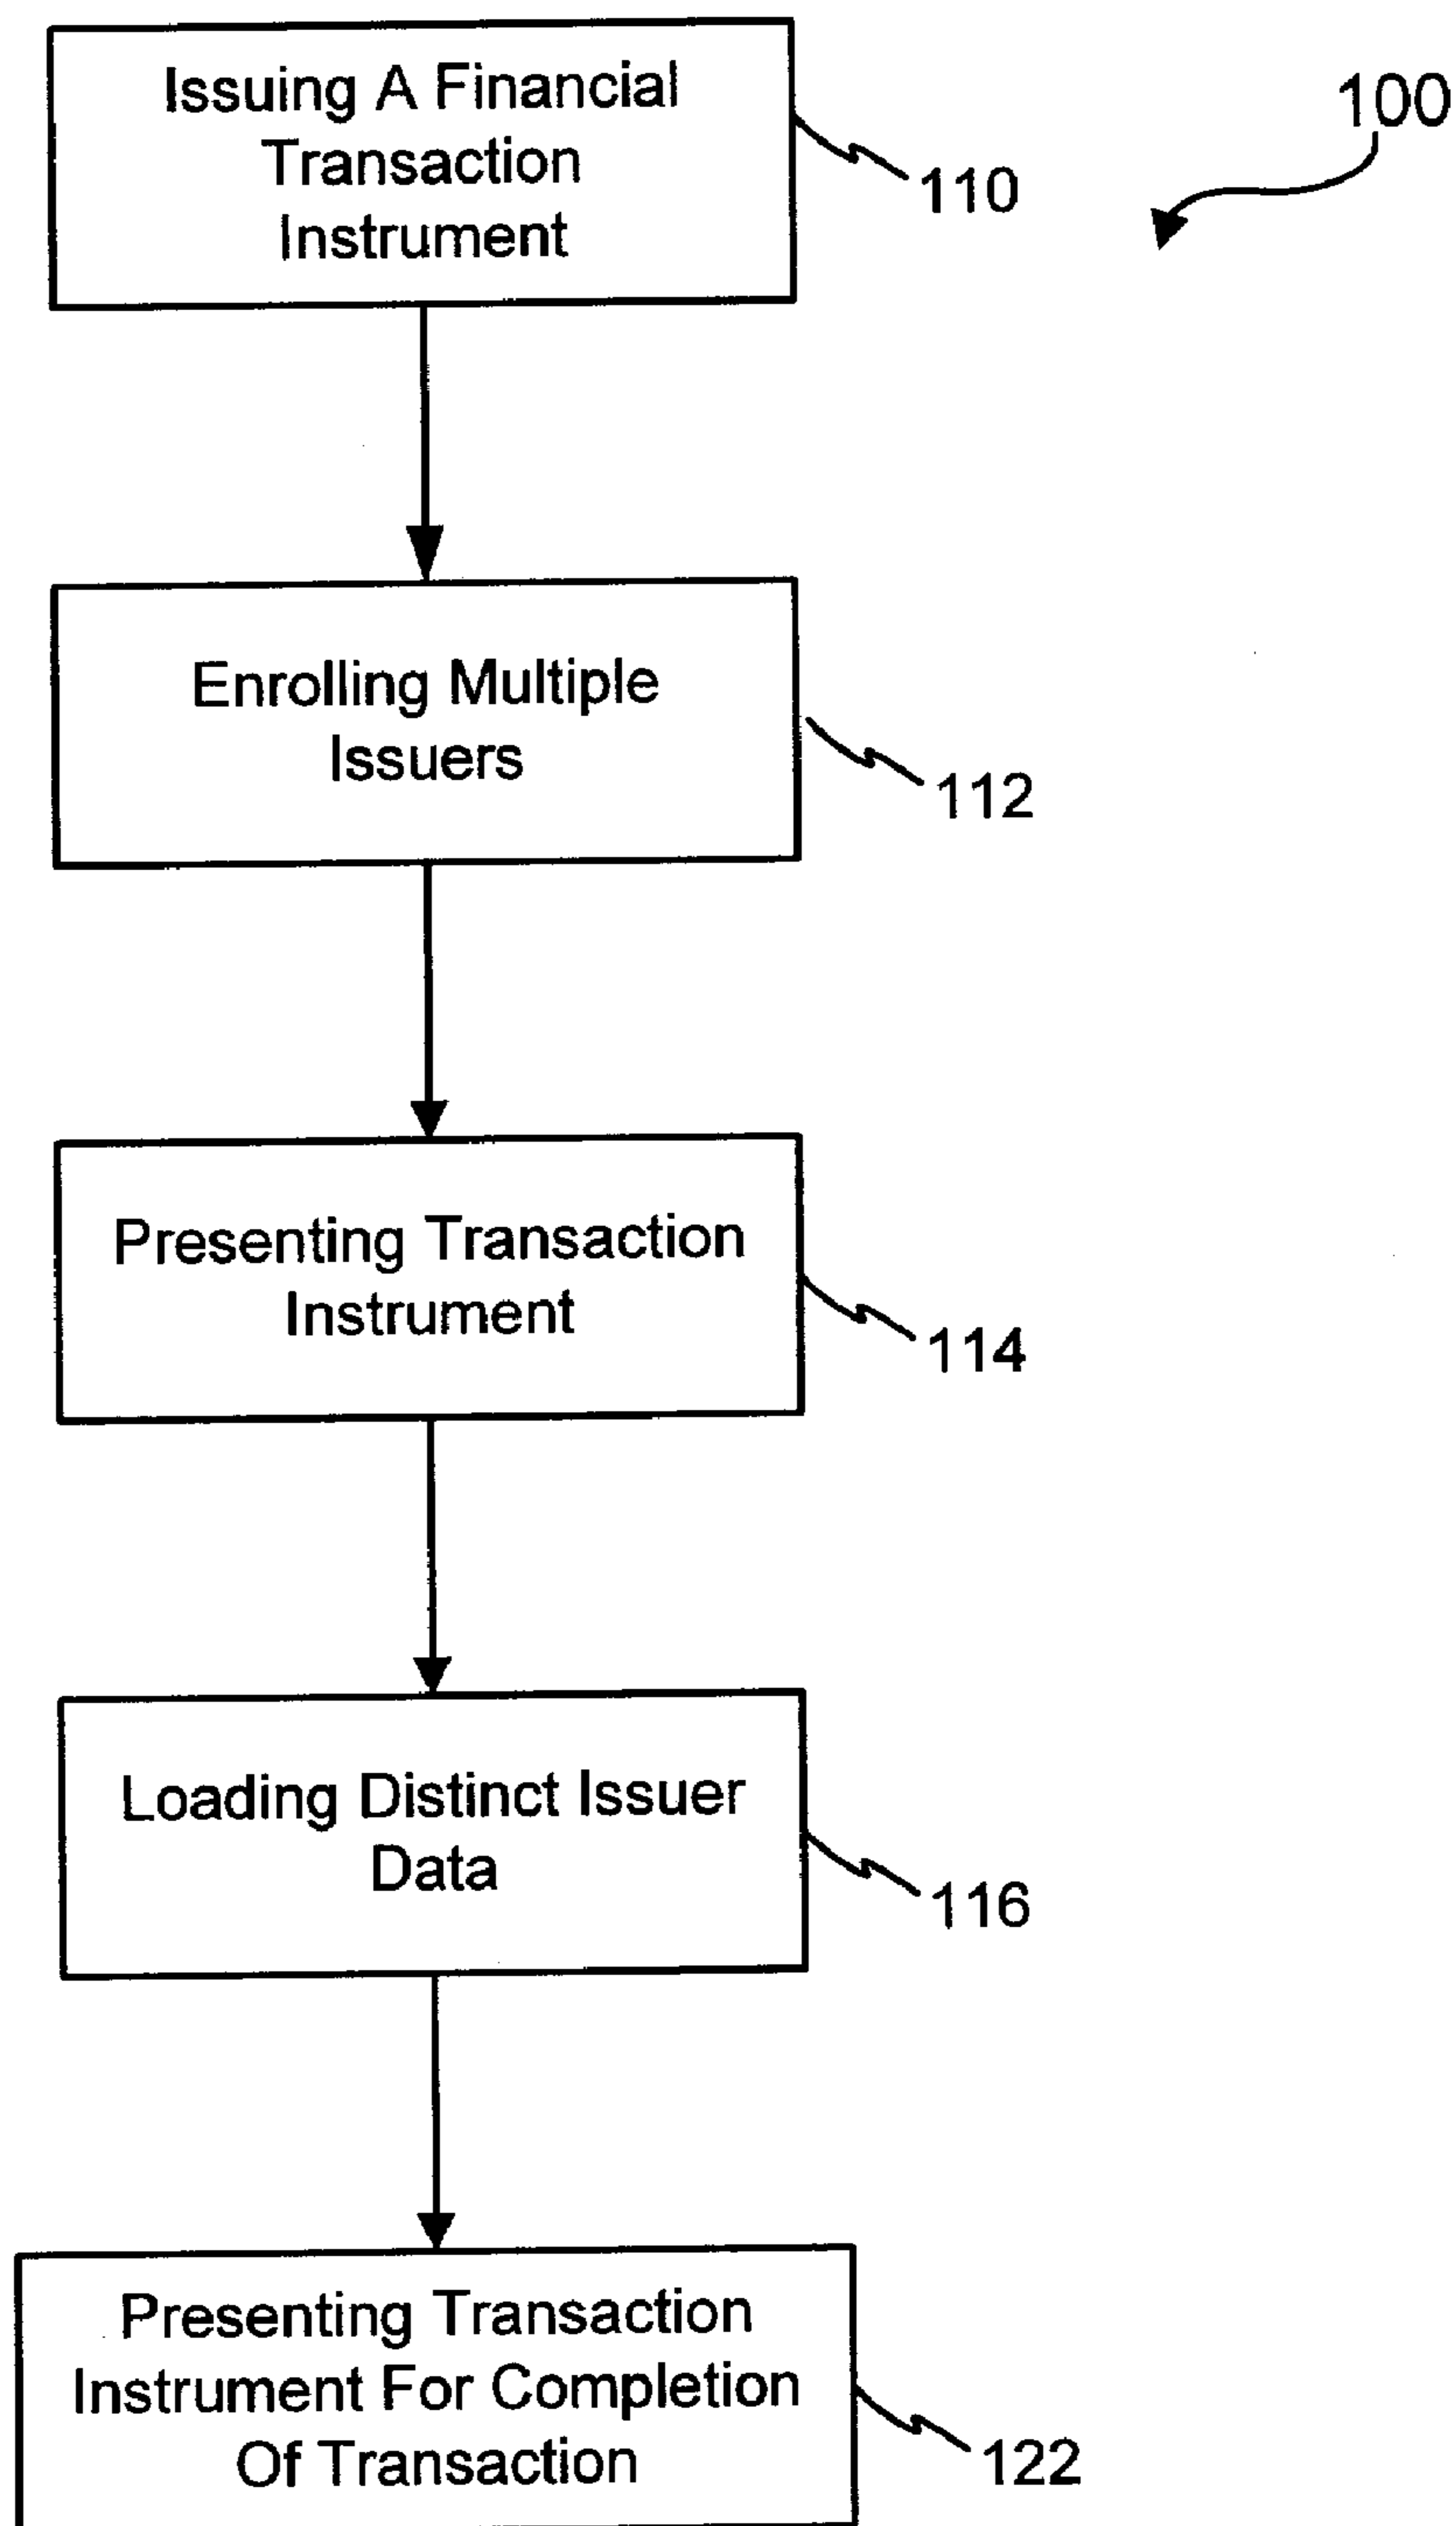 Issuing A Financial
Transaction
Instrument
100
110
Enrolling Multiple
Issuers
112
Presenting Transaction
Instrument
114
Loading Distinct Issuer
Data
116
Presenting Transaction
Instrument For Completion
Of Transaction
122